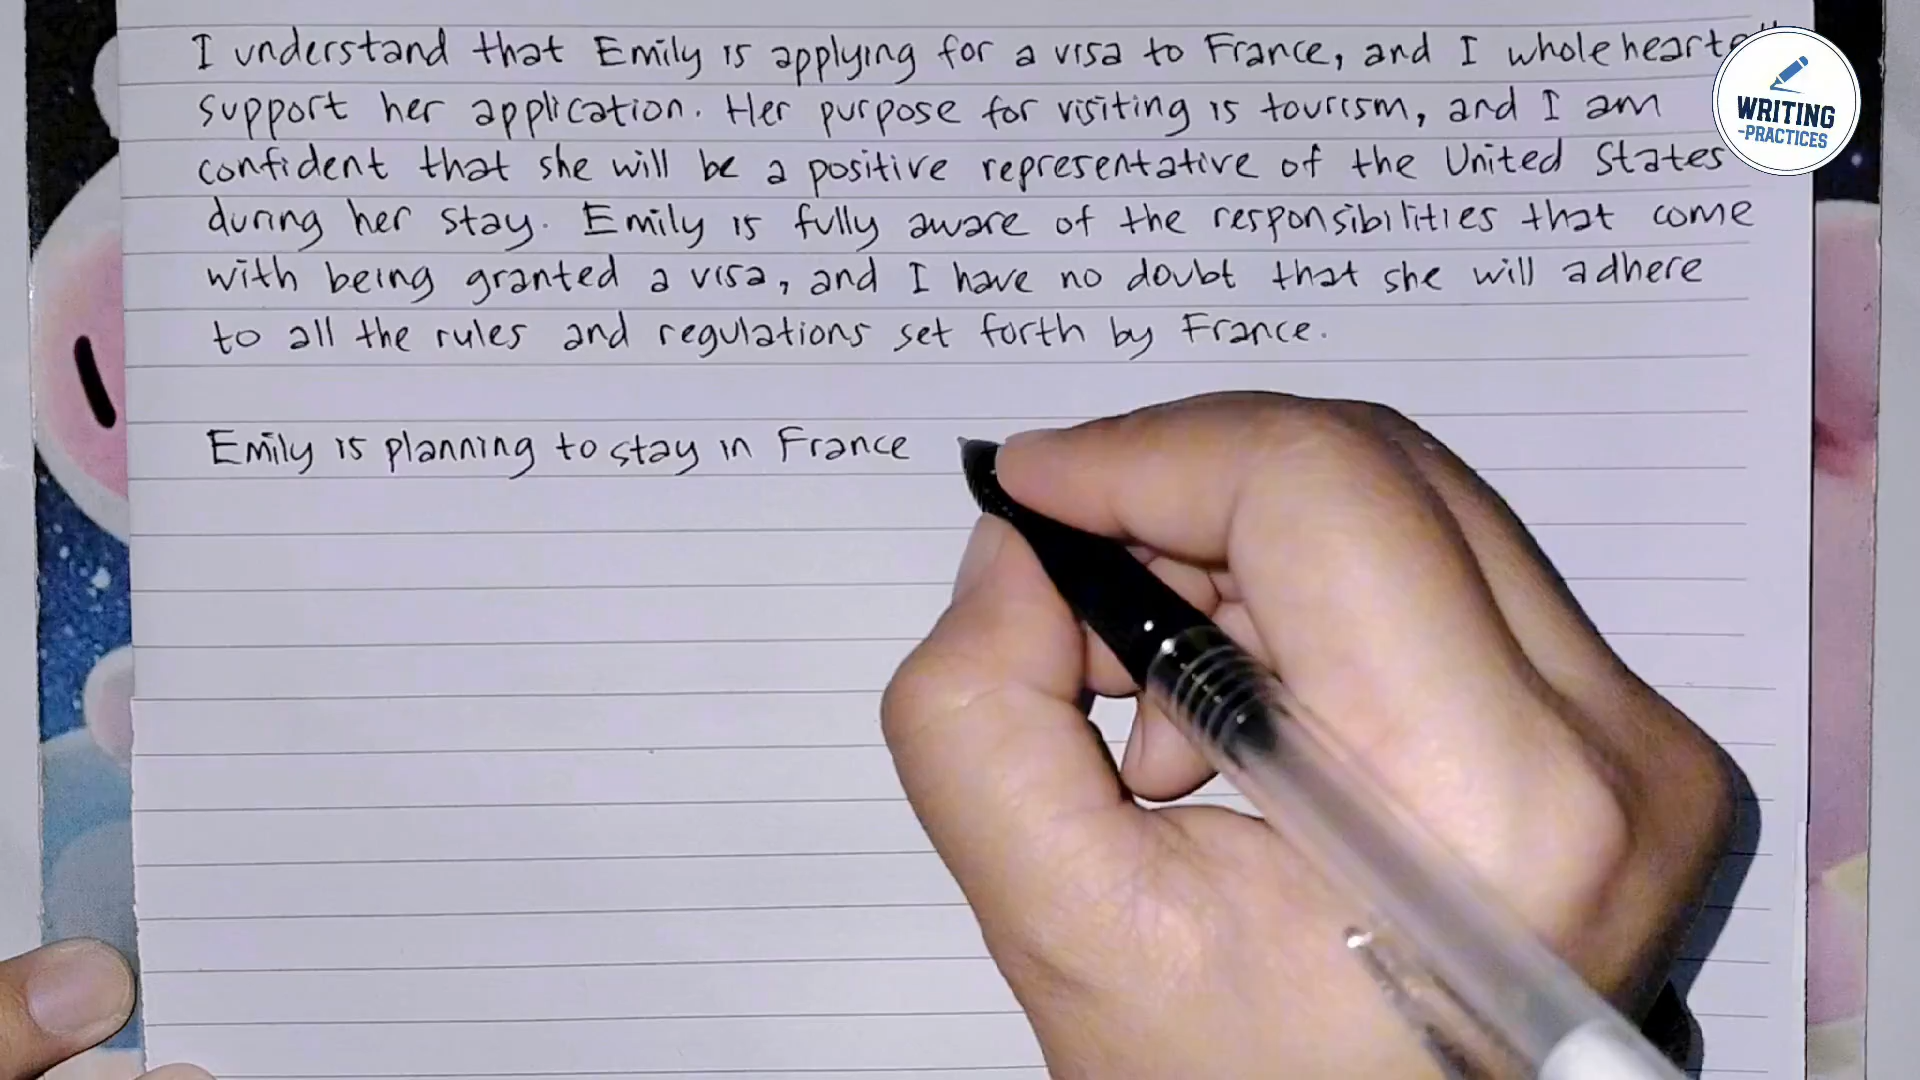 I understand that Emily is applying for a visa to France, and I
support her application. Her purpose for visiting is tourism, and I am
confident that she will be a positive representative of the United States
during her stay. Emily is fully aware of the responsibilities that come
with being granted a visa, and I have no doubt that she will adhere
to all the rules and regulations set forth by France.
Emily is planning to stay in France
WRITING
-PRACTICES